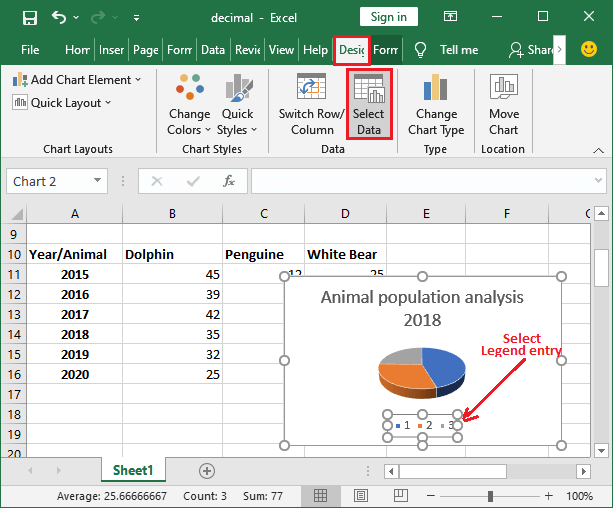 decimal - Excel
Sign in
File Hom Inser Page Form Data Revie View Help Desig Form Tell me Share
Add Chart Element
Quick Layout
Change Colors
Quick Styles
Switch Row/ Column
Select Data
Change Chart Type
Move Chart
Chart Layouts Chart Styles Data Type Location
Chart 2 fx
A B C D E F G
9
10 Year/Animal Dolphin Penguine White Bear
11 2015 45 12 25
12 2016 39
13 2017 42
14 2018 35
15 2019 32
16 2020 25
17
18
19
20
Animal population analysis
2018
Select
Legend entry
1 2 3
Sheet1
Average: 25.66666667 Count: 3 Sum: 77 100%